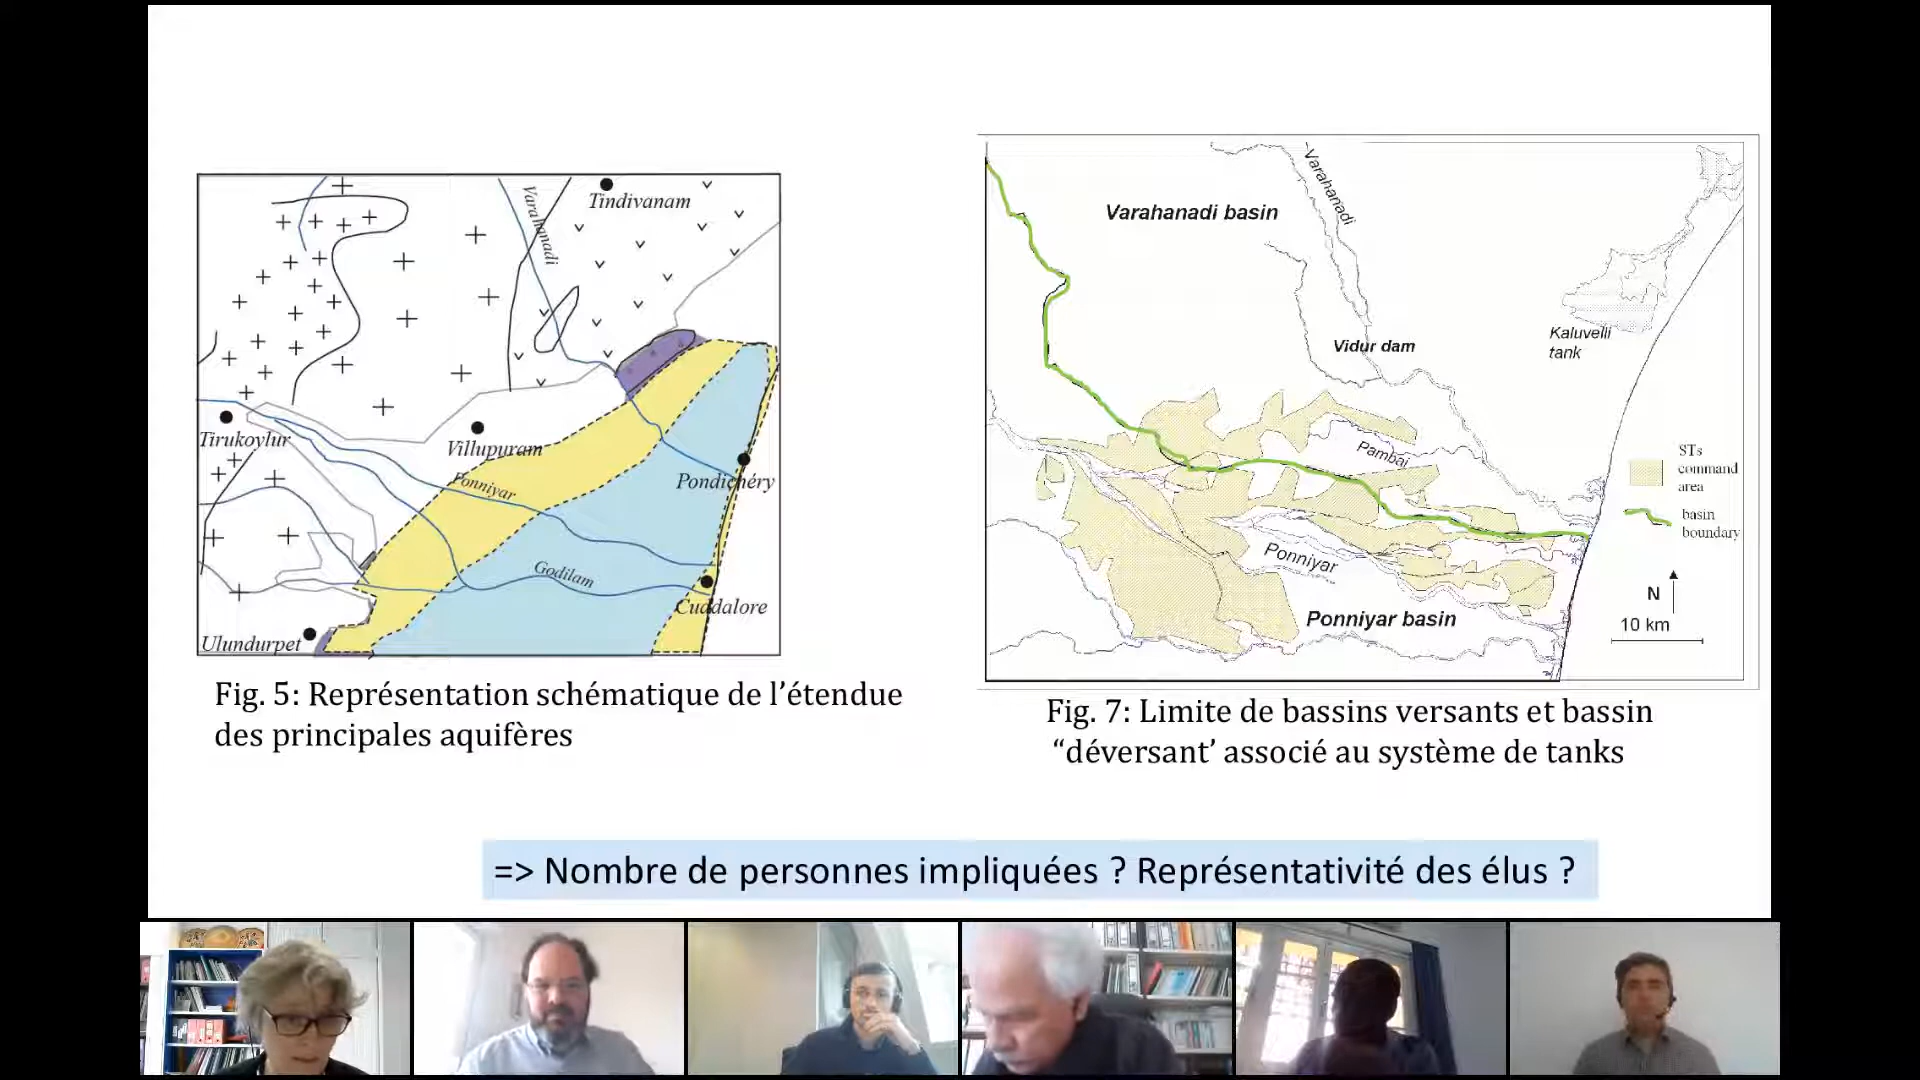 Varahanadi
Tindivanam
Tirukoylur
Villupuram
Ponniyar
Pondichéry
Godilam
Cuddalore
Ulundurpet
Fig. 5: Représentation schématique de l’étendue
des principales aquifères
Varahanadi basin
Varahanadi
Kaluvelli
tank
Vidur dam
Pambai
STs
command
area
basin
boundary
Ponniyar
Ponniyar basin
N
10 km
Fig. 7: Limite de bassins versants et bassin
“déversant’ associé au système de tanks
=> Nombre de personnes impliquées ? Représentativité des élus ?